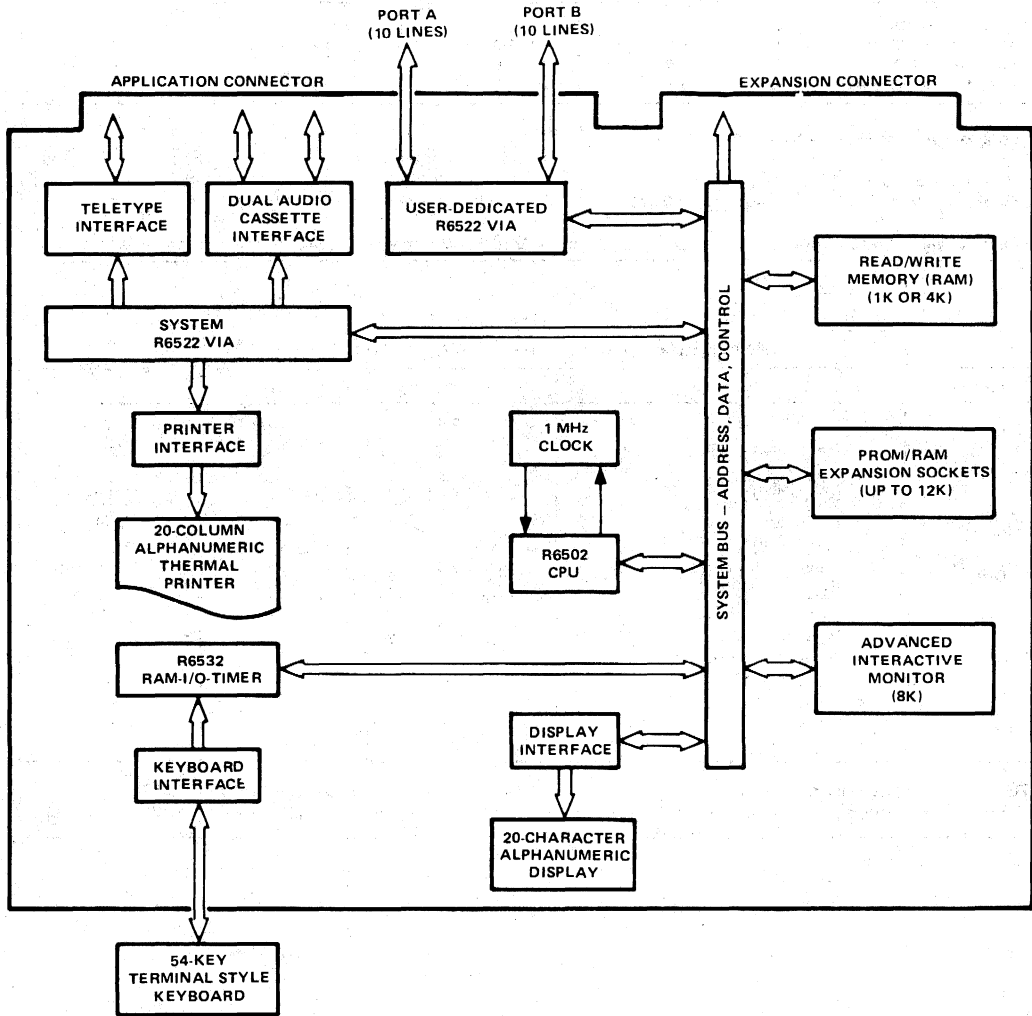 PORT A
(10 LINES)
PORT B
(10 LINES)
APPLICATION CONNECTOR
EXPANSION CONNECTOR
TELETYPE
INTERFACE
DUAL AUDIO
CASSETTE
INTERFACE
USER-DEDICATED
R6522 VIA
READ/WRITE
MEMORY (RAM)
(1K OR 4K)
SYSTEM
R6522 VIA
SYSTEM BUS – ADDRESS, DATA, CONTROL
PRINTER
INTERFACE
1 MHz
CLOCK
PROM/RAM
EXPANSION SOCKETS
(UP TO 12K)
20-COLUMN
ALPHANUMERIC
THERMAL
PRINTER
R6502
CPU
R6532
RAM-I/O-TIMER
ADVANCED
INTERACTIVE
MONITOR
(8K)
DISPLAY
INTERFACE
KEYBOARD
INTERFACE
20-CHARACTER
ALPHANUMERIC
DISPLAY
54-KEY
TERMINAL STYLE
KEYBOARD